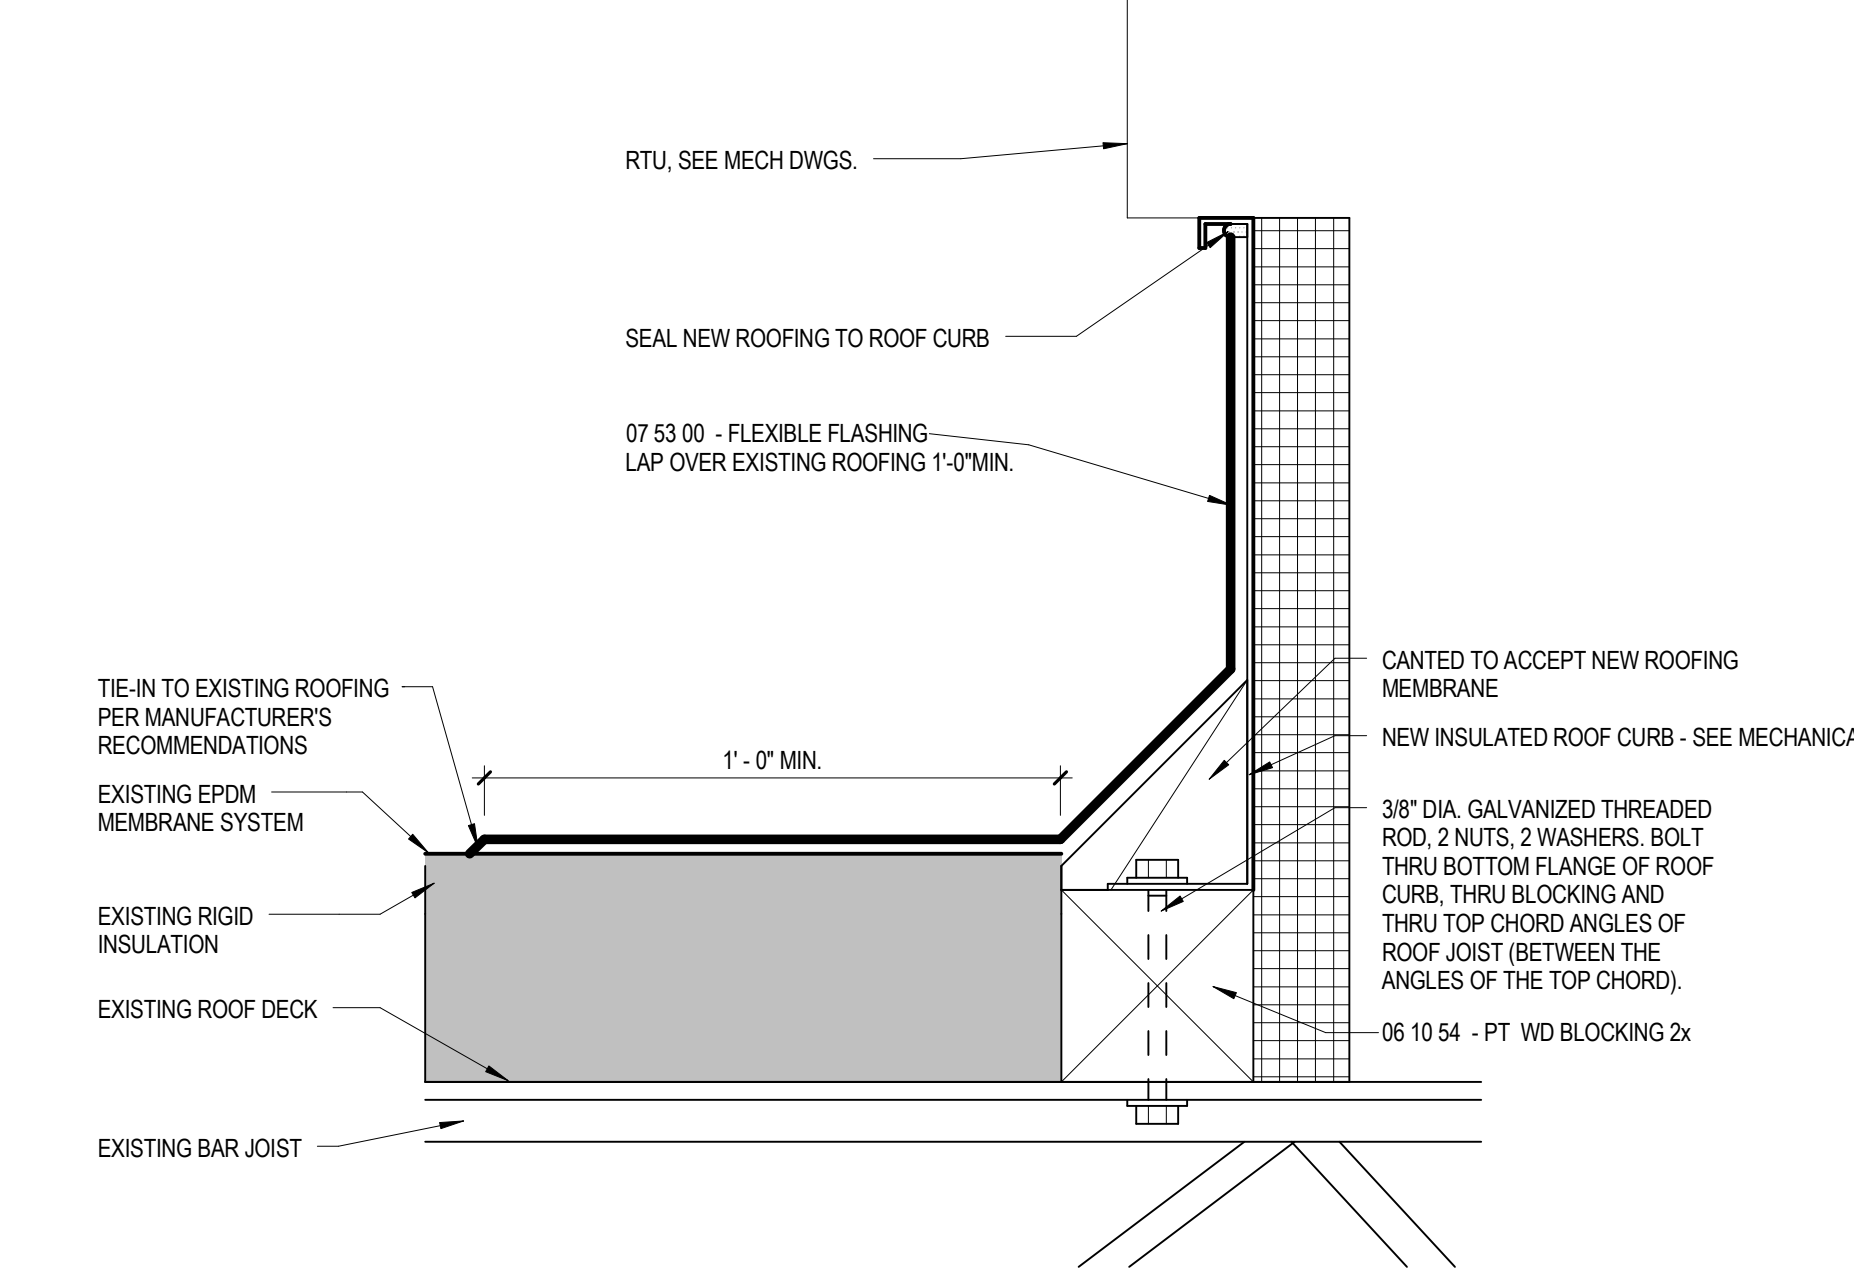 RTU, SEE MECH DWGS.
SEAL NEW ROOFING TO ROOF CURB
07 53 00 - FLEXIBLE FLASHING
LAP OVER EXISTING ROOFING 1'-0"MIN.
TIE-IN TO EXISTING ROOFING
PER MANUFACTURER'S
RECOMMENDATIONS
1' - 0" MIN.
EXISTING EPDM
MEMBRANE SYSTEM
EXISTING RIGID
INSULATION
EXISTING ROOF DECK
EXISTING BAR JOIST
CANTED TO ACCEPT NEW ROOFING
MEMBRANE
NEW INSULATED ROOF CURB - SEE MECHANICA
3/8" DIA. GALVANIZED THREADED
ROD, 2 NUTS, 2 WASHERS. BOLT
THRU BOTTOM FLANGE OF ROOF
CURB, THRU BLOCKING AND
THRU TOP CHORD ANGLES OF
ROOF JOIST (BETWEEN THE
ANGLES OF THE TOP CHORD).
06 10 54 - PT WD BLOCKING 2x